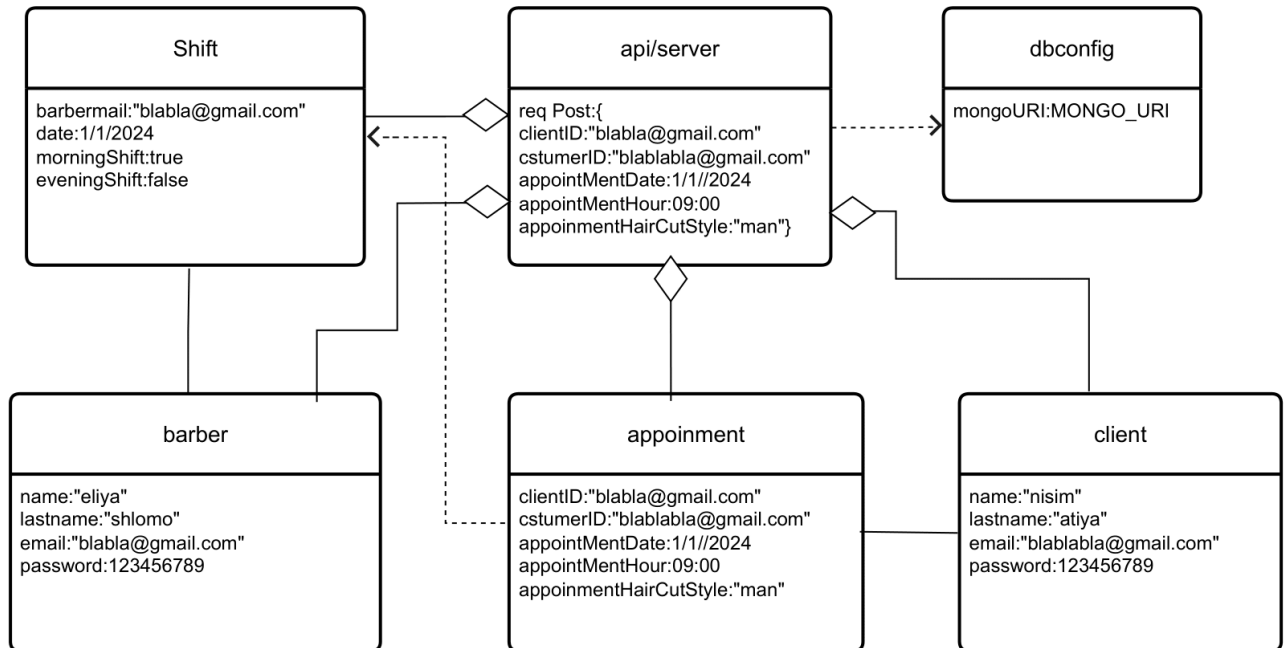 Shift
barbermail:"blabla@gmail.com"
date:1/1/2024
morningShift:true
eveningShift:false
api/server
req Post:{
clientID:"blabla@gmail.com"
cstumerID:"blablabla@gmail.com"
appointMentDate:1/1//2024
appointMentHour:09:00
appoinmentHairCutStyle:"man"}
dbconfig
mongoURI:MONGO_URI
barber
name:"eliya"
lastname:"shlomo"
email:"blabla@gmail.com"
password:123456789
appoinment
clientID:"blabla@gmail.com"
cstumerID:"blablabla@gmail.com"
appointMentDate:1/1//2024
appointMentHour:09:00
appoinmentHairCutStyle:"man"
client
name:"nisim"
lastname:"atiya"
email:"blablabla@gmail.com"
password:123456789